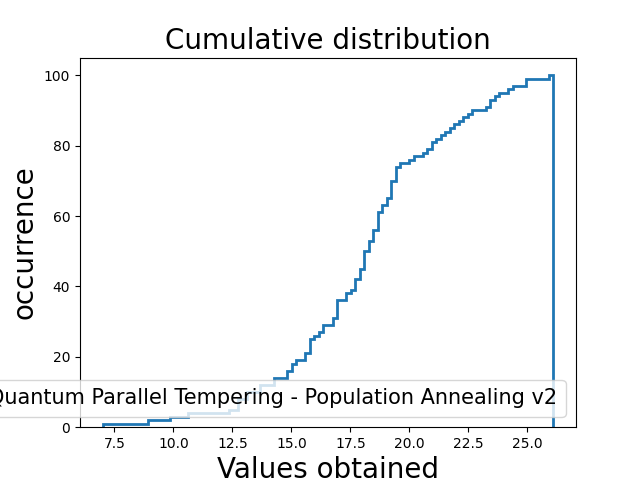 Cumulative distribution
occurrence
100
80
60
40
20
0
Quantum Parallel Tempering - Population Annealing v2
7.5 10.0 12.5 15.0 17.5 20.0 22.5 25.0
Values obtained